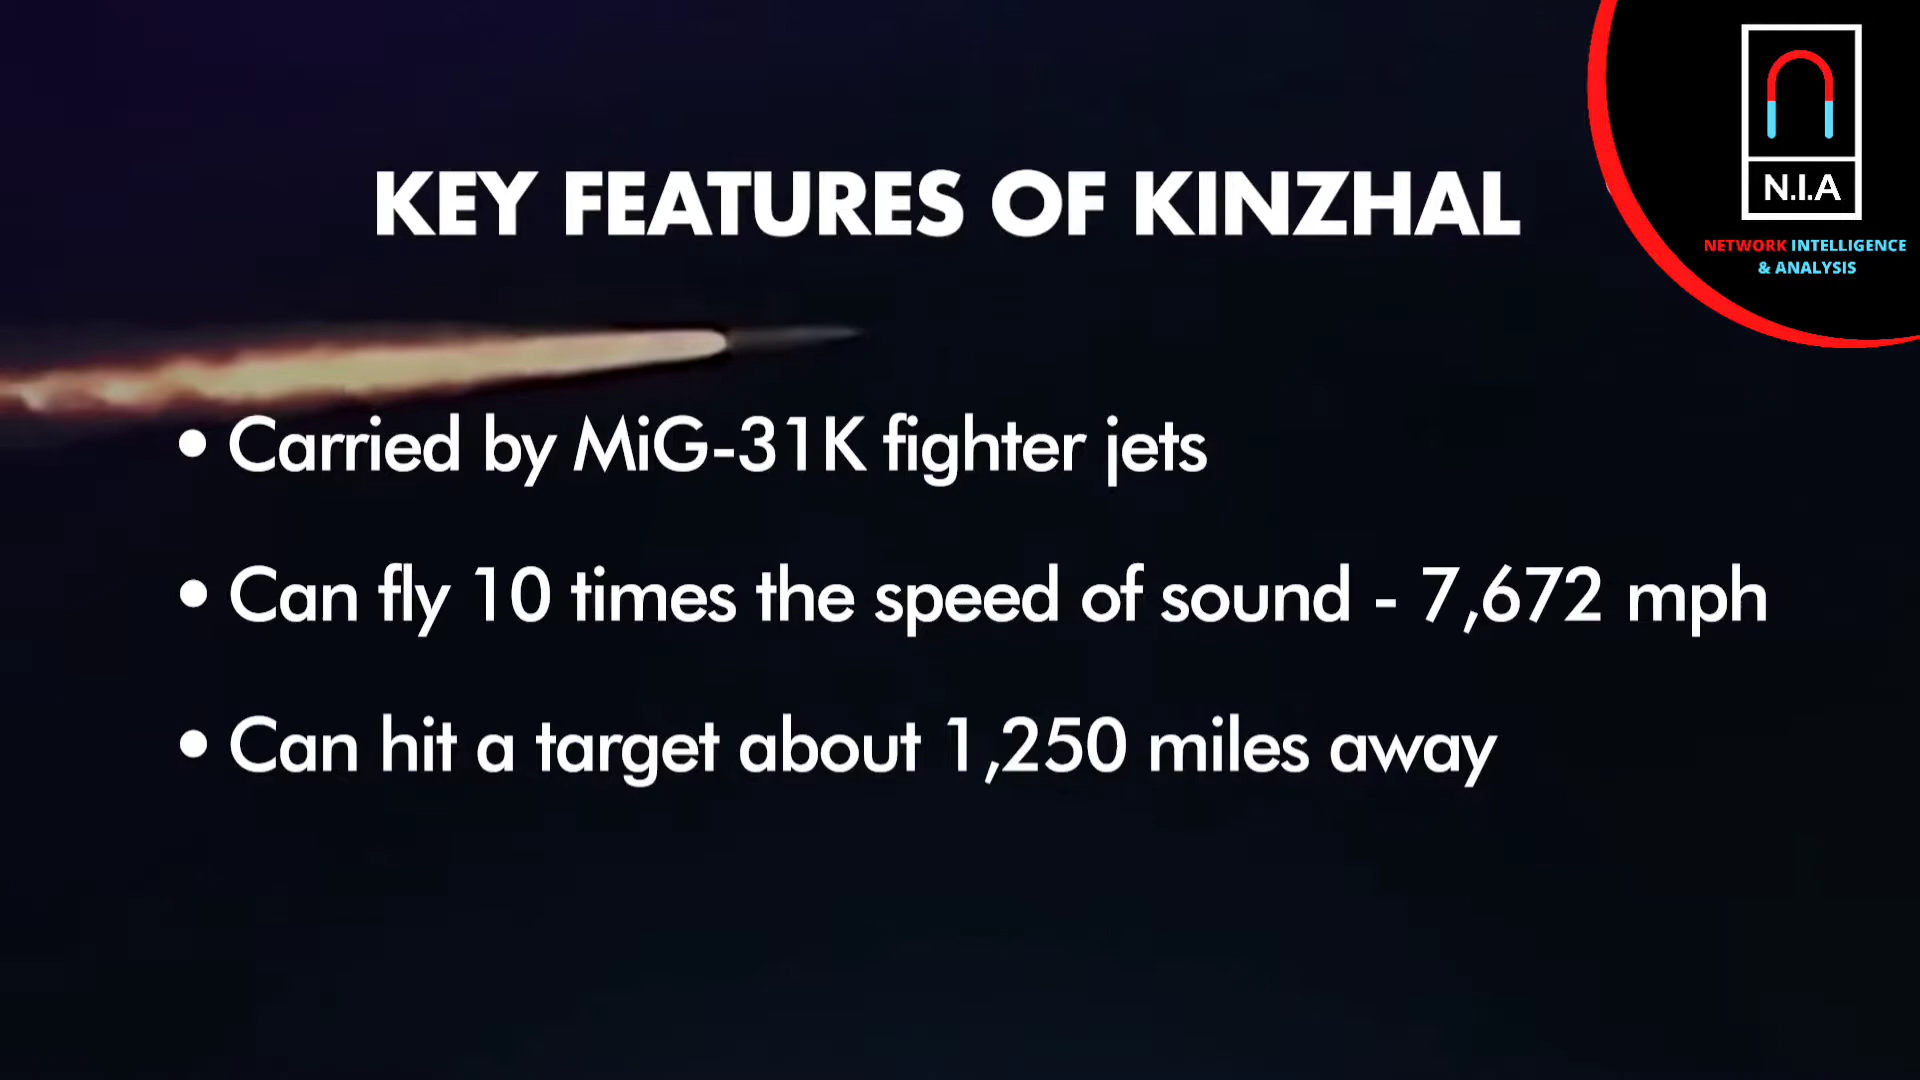 KEY FEATURES OF KINZHAL
N.I.A
NETWORK INTELLIGENCE
& ANALYSIS
• Carried by MiG-31K fighter jets
• Can fly 10 times the speed of sound - 7,672 mph
• Can hit a target about 1,250 miles away